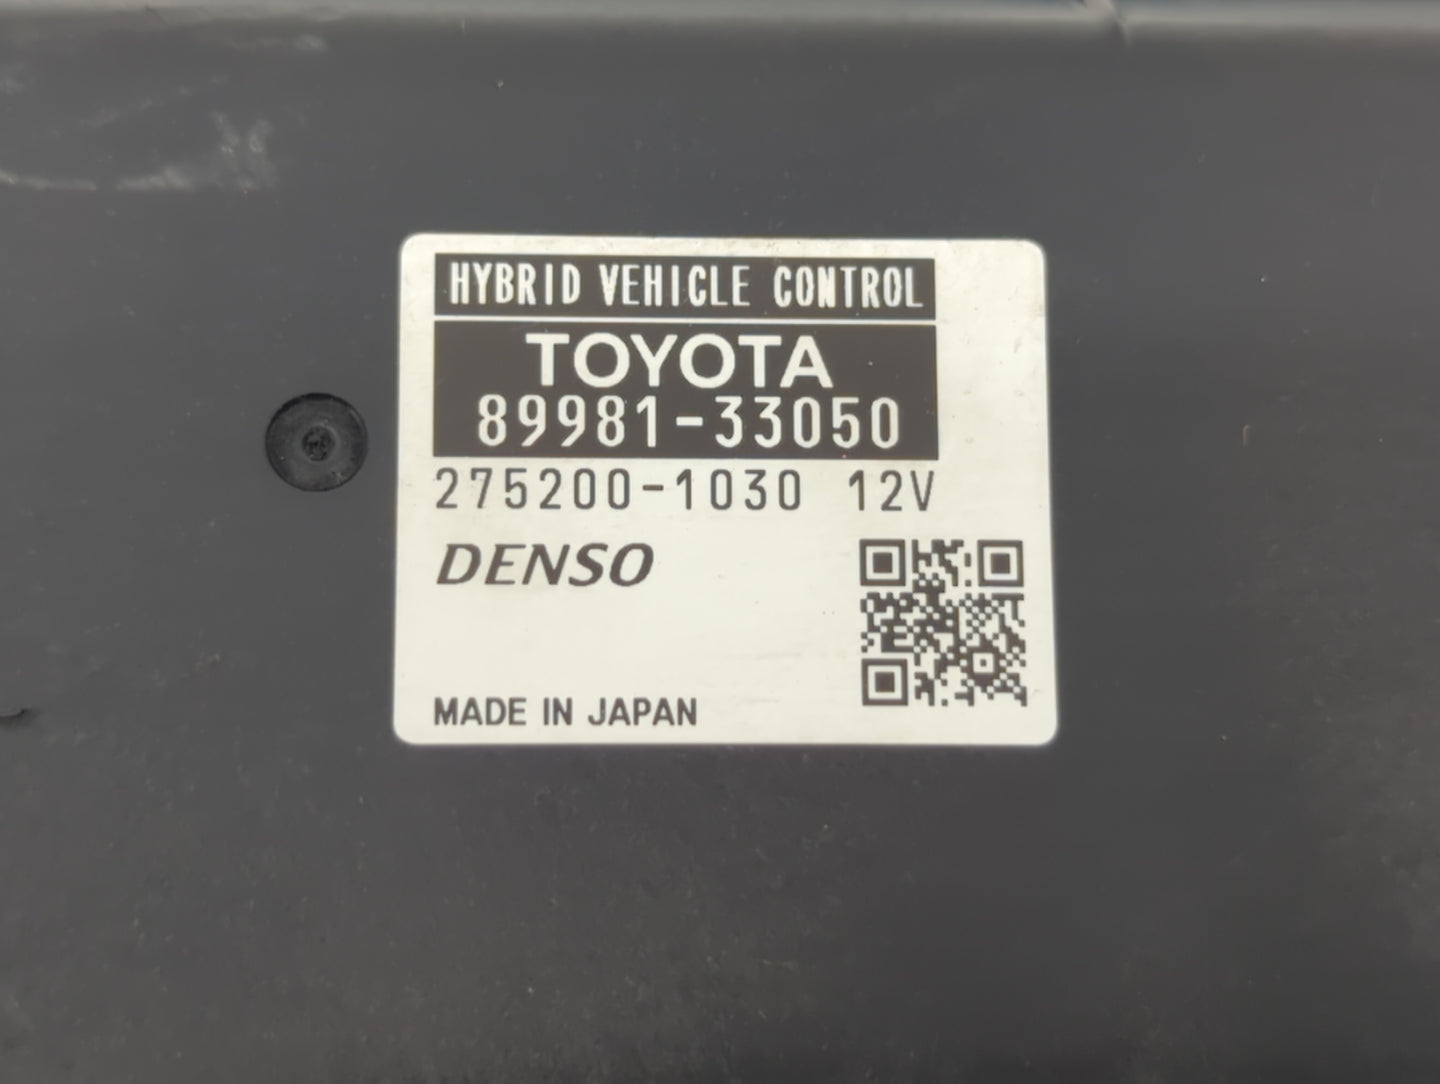 HYBRID VEHICLE CONTROL
TOYOTA
89981-33050
275200-1030 12V
DENSO
MADE IN JAPAN